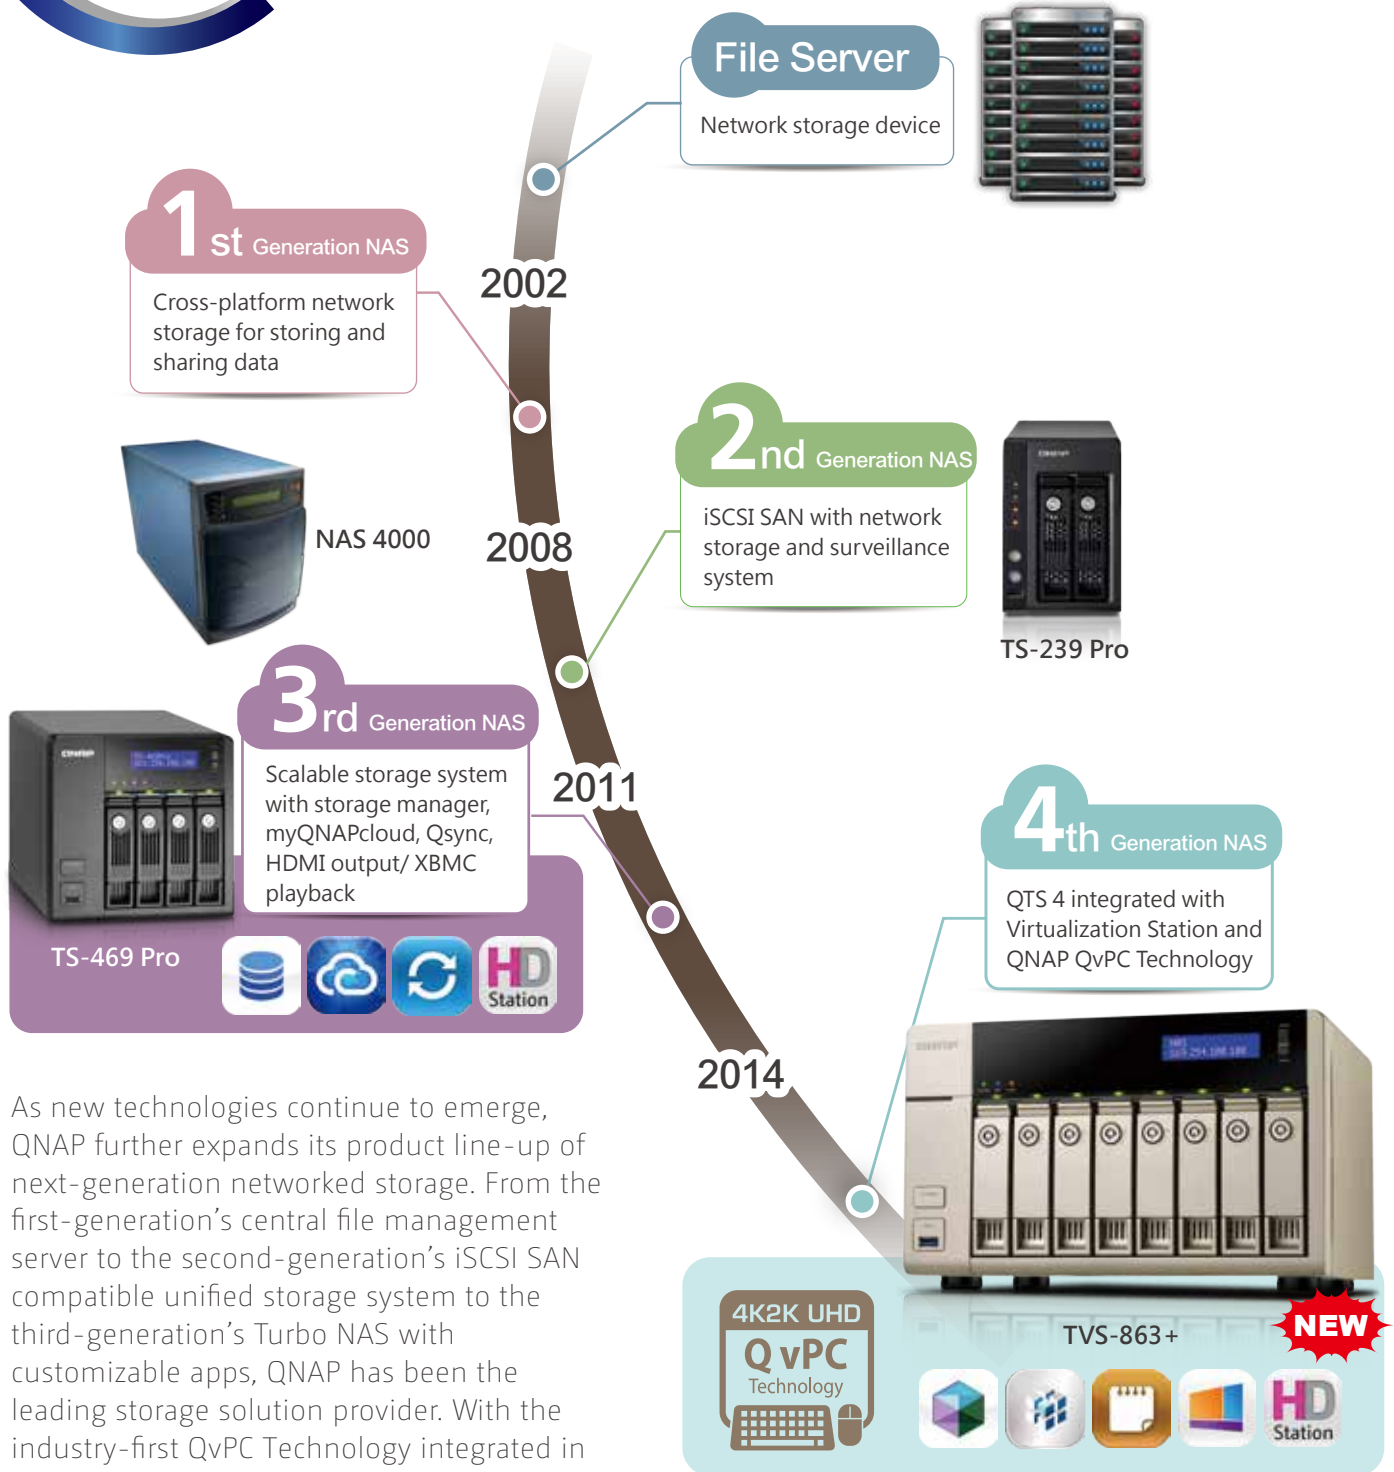 File Server
Network storage device
2002
1st Generation NAS
Cross-platform network
storage for storing and
sharing data
NAS 4000
2008
2nd Generation NAS
iSCSI SAN with network
storage and surveillance
system
QNAP
TS-239 Pro
3rd Generation NAS
Scalable storage system
with storage manager,
myQNAPcloud, Qsync,
HDMI output/ XBMC
playback
QNAP
TS-469 Pro
HD
Station
2011
4th Generation NAS
QTS 4 integrated with
Virtualization Station and
QNAP QvPC Technology
2014
TVS-863+
NEW
4K2K UHD
QvPC
Technology
HD
Station
As new technologies continue to emerge,
QNAP further expands its product line-up of
next-generation networked storage. From the
first-generation’s central file management
server to the second-generation’s iSCSI SAN
compatible unified storage system to the
third-generation’s Turbo NAS with
customizable apps, QNAP has been the
leading storage solution provider. With the
industry-first QvPC Technology integrated in